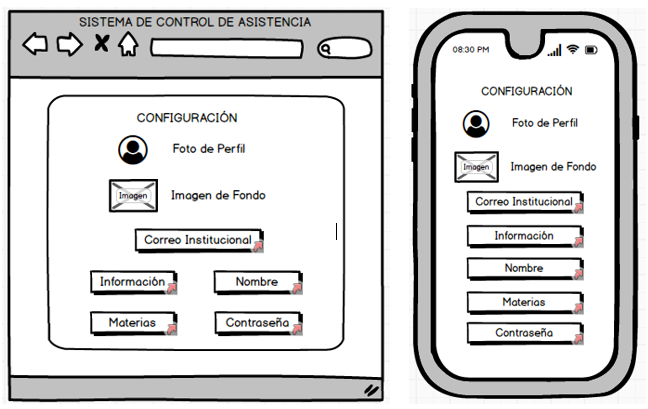 SISTEMA DE CONTROL DE ASISTENCIA
CONFIGURACIÓN
Foto de Perfil
Imagen
Imagen de Fondo
Correo Institucional
Información
Nombre
Materias
Contraseña
08:30 PM
CONFIGURACIÓN
Foto de Perfil
Imagen
Imagen de Fondo
Correo Institucional
Información
Nombre
Materias
Contraseña